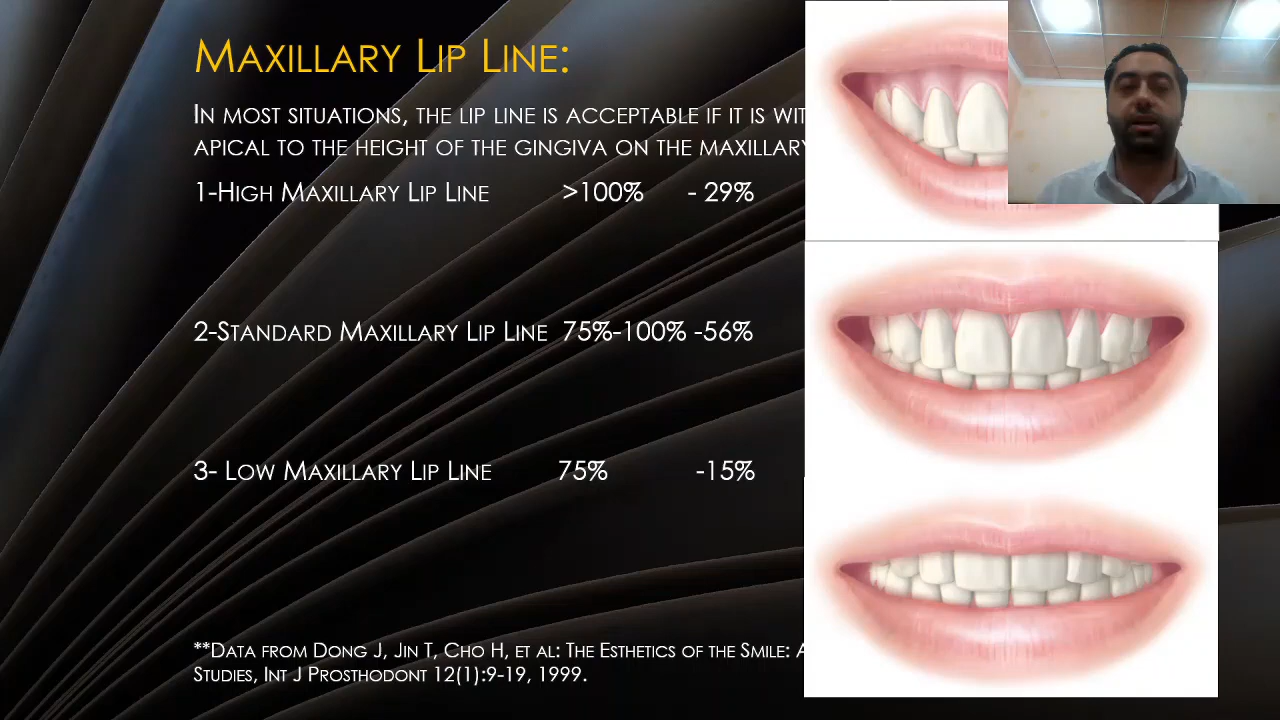 Maxillary Lip Line:
In most situations, the lip line is acceptable if it is
apical to the height of the gingiva on the maxillary
1-High Maxillary Lip Line >100% - 29%
2-Standard Maxillary Lip Line 75%-100% -56%
3- Low Maxillary Lip Line 75% -15%
**Data from Dong J, Jin T, Cho H, et al: The Esthetics of the Smile:
Studies, Int J Prosthodont 12(1):9-19, 1999.